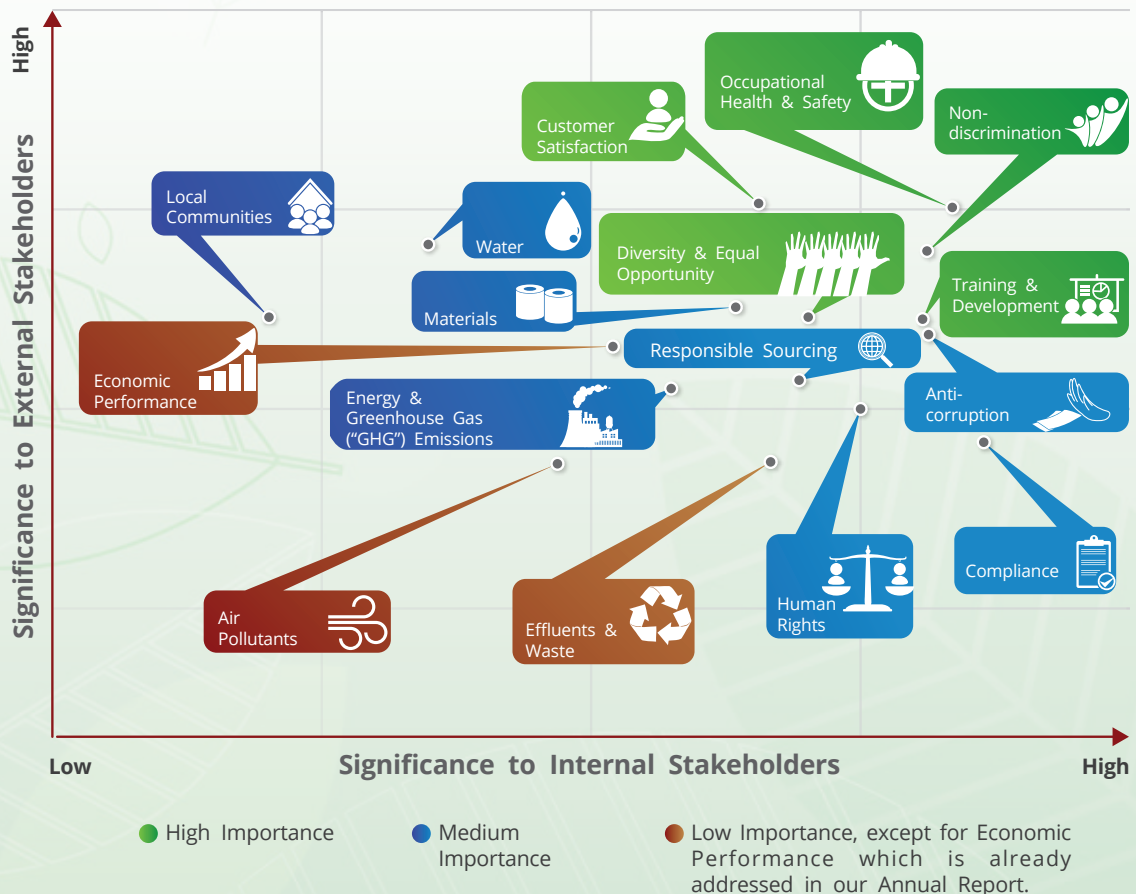 High
Significance to External Stakeholders
Occupational
Health & Safety
Customer
Satisfaction
Non-
discrimination
Local
Communities
Water
Diversity & Equal
Opportunity
Training &
Development
Materials
Economic
Performance
Responsible Sourcing
Energy &
Greenhouse Gas
(“GHG”) Emissions
Anti-
corruption
Air
Pollutants
Effluents &
Waste
Human
Rights
Compliance
Low
Significance to Internal Stakeholders
High
High Importance
Medium
Importance
Low Importance, except for Economic
Performance which is already
addressed in our Annual Report.